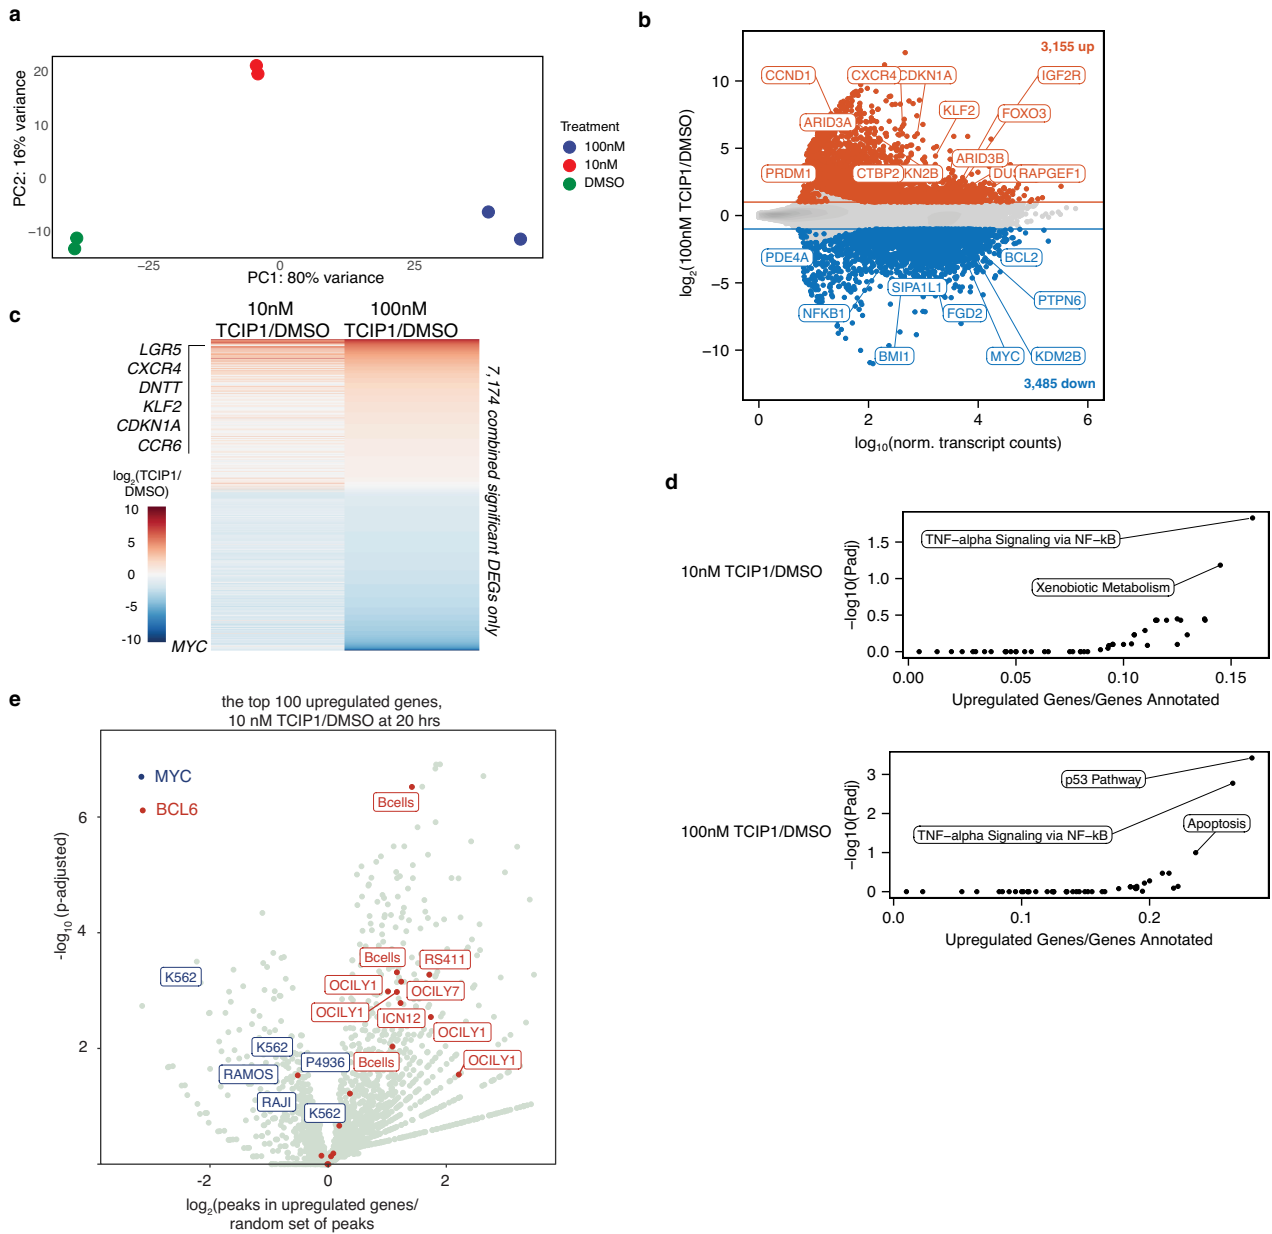 a
PC2: 16% variance
20
10
0
−10
−25
0
25
PC1: 80% variance
Treatment
100nM
10nM
DMSO
b
log2(100nM TCIP1/DMSO)
10
5
0
−5
−10
3,155 up
CCND1
CXCR4
CDKN1A
IGF2R
ARID3A
KLF2
FOXO3
ARID3B
PRDM1
CTBP2
KN2B
DUS
RAPGEF1
PDE4A
BCL2
SIPA1L1
PTPN6
NFKB1
FGD2
BMI1
MYC
KDM2B
3,485 down
0
2
4
6
log10(norm. transcript counts)
c
10nM
TCIP1/DMSO
100nM
TCIP1/DMSO
LGR5
CXCR4
DNTT
KLF2
CDKN1A
CCR6
log2(TCIP1/
DMSO)
10
5
0
-5
-10
MYC
7,174 combined significant DEGs only
d
10nM TCIP1/DMSO
−log10(Padj)
1.5
1.0
0.5
0.0
TNF−alpha Signaling via NF−kB
Xenobiotic Metabolism
0.00
0.05
0.10
0.15
Upregulated Genes/Genes Annotated
100nM TCIP1/DMSO
−log10(Padj)
3
2
1
0
p53 Pathway
TNF−alpha Signaling via NF−kB
Apoptosis
0.0
0.1
0.2
Upregulated Genes/Genes Annotated
e
the top 100 upregulated genes,
10 nM TCIP1/DMSO at 20 hrs
MYC
BCL6
-log10 (p-adjusted)
6
4
2
Bcells
Bcells
RS411
K562
OCILY1
OCILY7
OCILY1
ICN12
OCILY1
K562
P4936
Bcells
OCILY1
RAMOS
RAJI
K562
-2
0
2
log2(peaks in upregulated genes/
random set of peaks